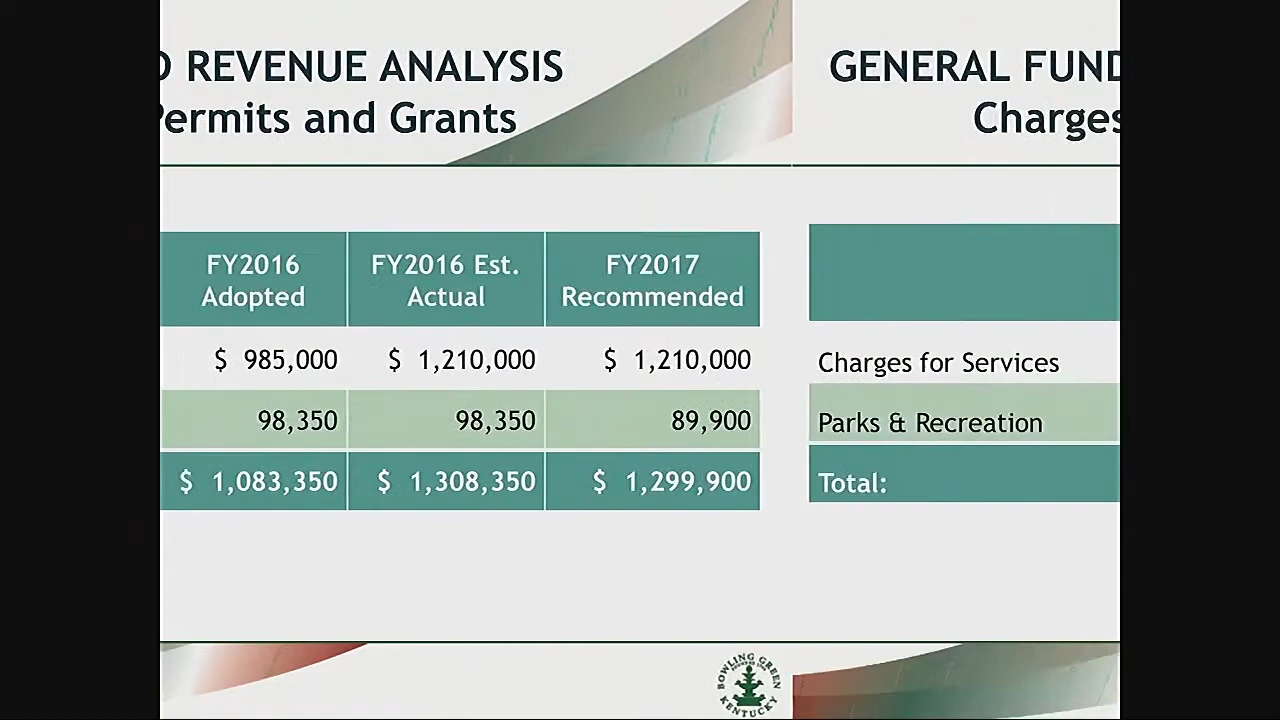 D REVENUE ANALYSIS
Permits and Grants
FY2016 Adopted
FY2016 Est. Actual
FY2017 Recommended
$ 985,000
$ 1,210,000
$ 1,210,000
98,350
98,350
89,900
$ 1,083,350
$ 1,308,350
$ 1,299,900
BOWLING GREEN
KENTUCKY
GENERAL FUND
Charges
Charges for Services
Parks & Recreation
Total: